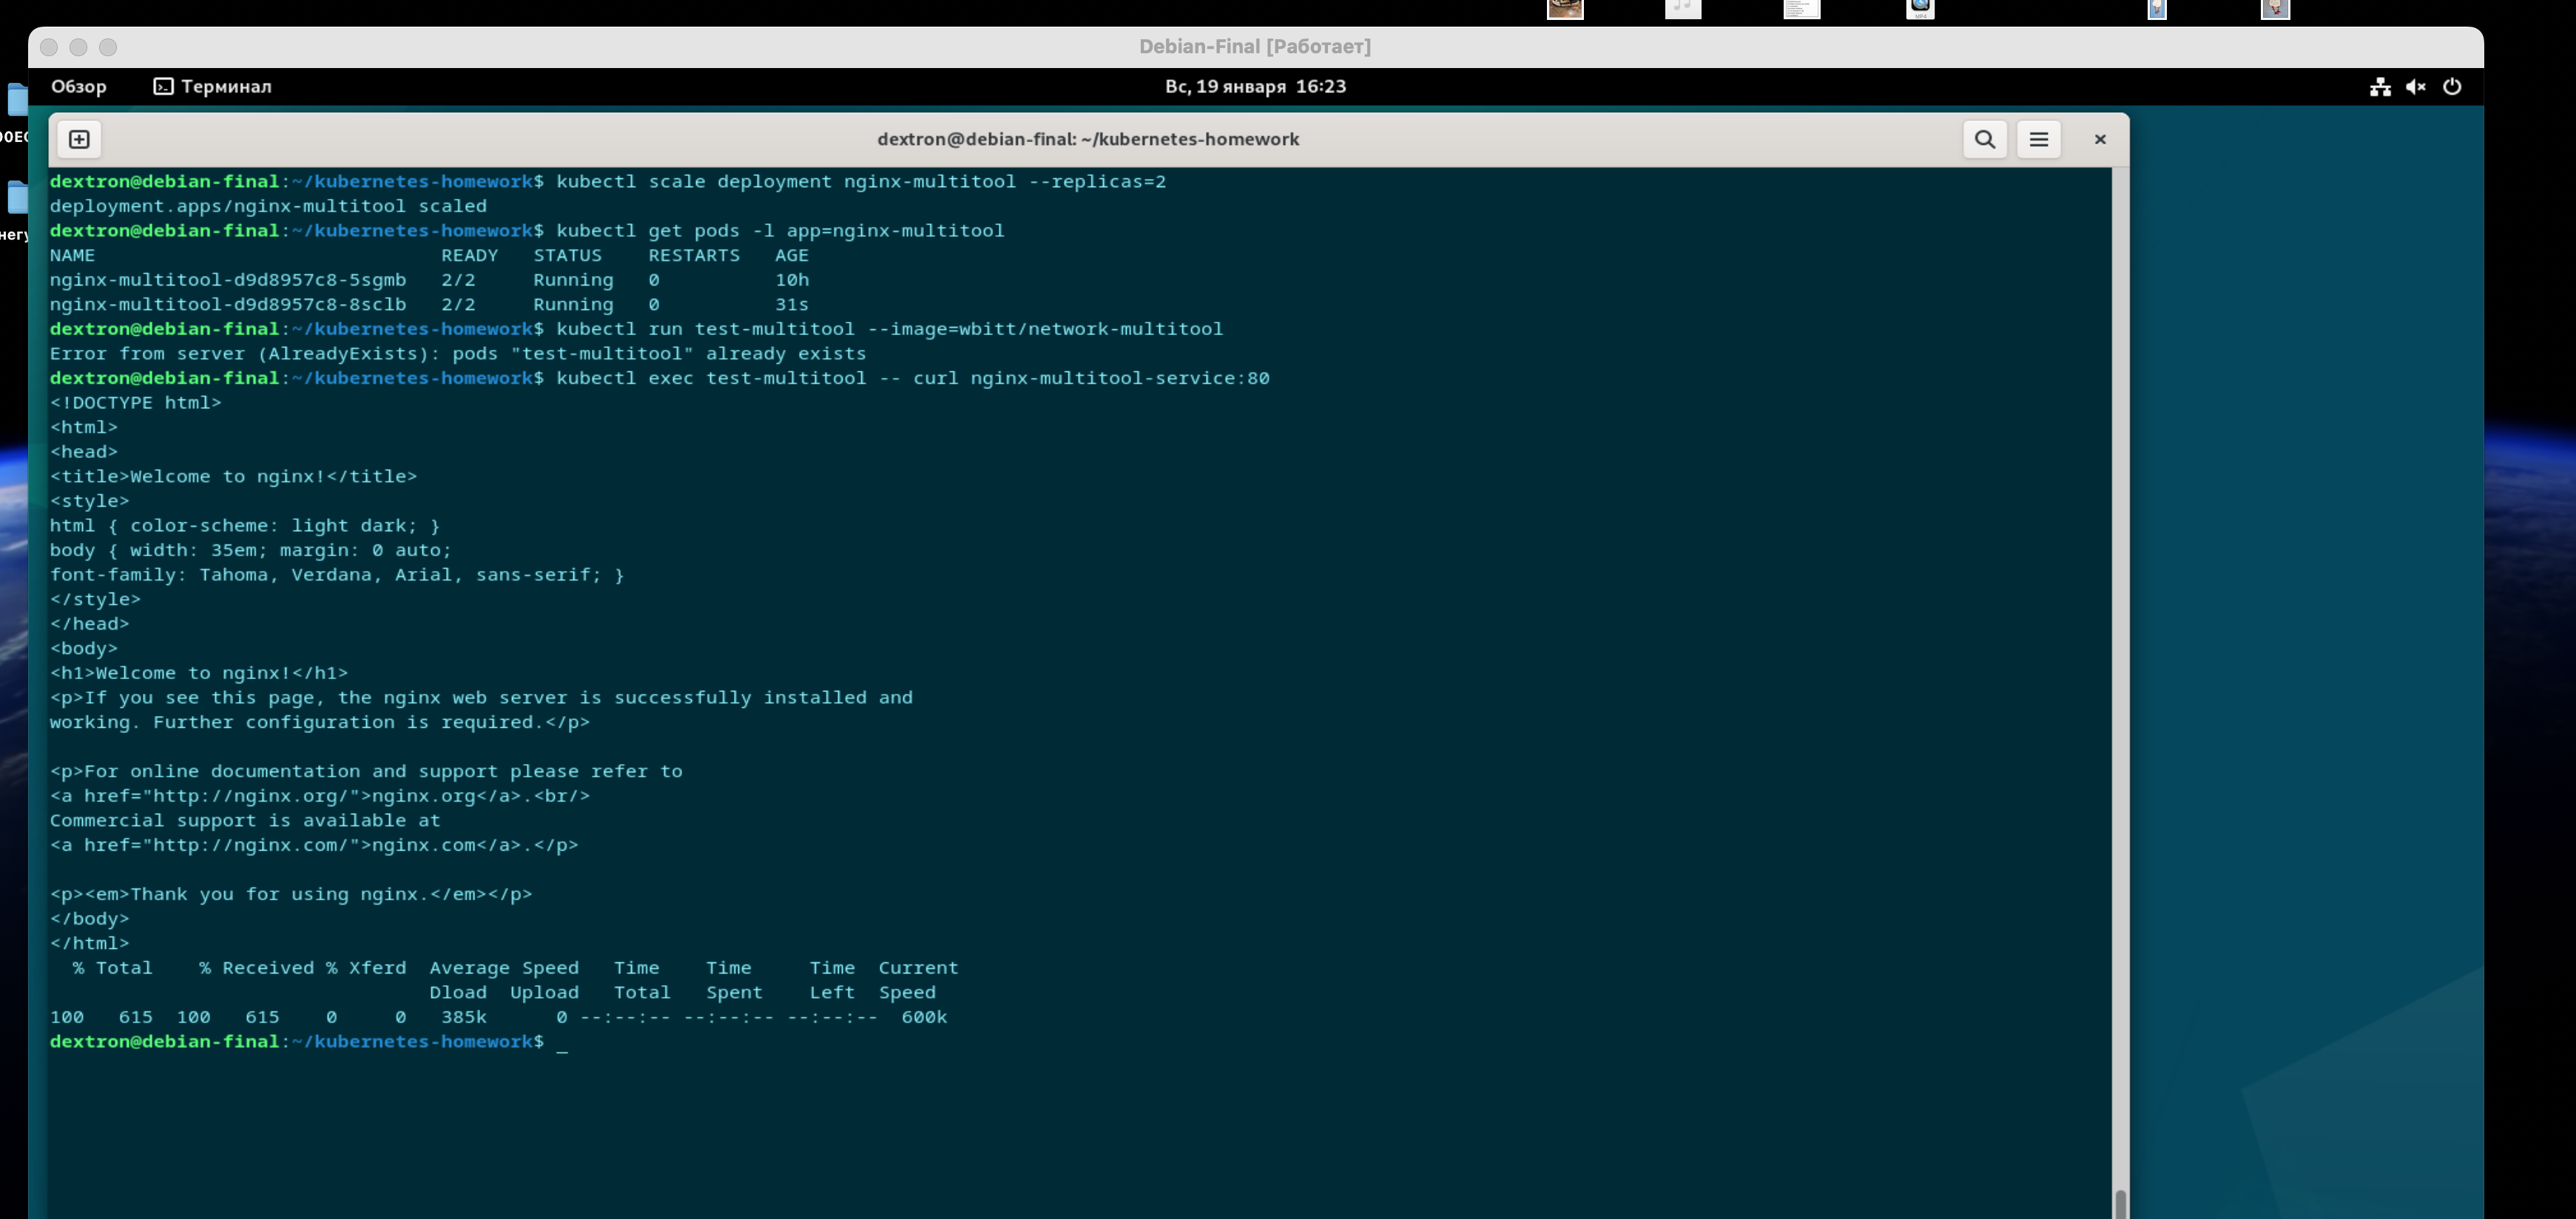 Debian-Final [Работает]
Обзор Терминал Вс, 19 января 16:23
dextron@debian-final: ~/kubernetes-homework
dextron@debian-final:~/kubernetes-homework$ kubectl scale deployment nginx-multitool --replicas=2
deployment.apps/nginx-multitool scaled
dextron@debian-final:~/kubernetes-homework$ kubectl get pods -l app=nginx-multitool
NAME READY STATUS RESTARTS AGE
nginx-multitool-d9d8957c8-5sgmb 2/2 Running 0 10h
nginx-multitool-d9d8957c8-8sclb 2/2 Running 0 31s
dextron@debian-final:~/kubernetes-homework$ kubectl run test-multitool --image=wbitt/network-multitool
Error from server (AlreadyExists): pods "test-multitool" already exists
dextron@debian-final:~/kubernetes-homework$ kubectl exec test-multitool -- curl nginx-multitool-service:80
<!DOCTYPE html>
<html>
<head>
<title>Welcome to nginx!</title>
<style>
html { color-scheme: light dark; }
body { width: 35em; margin: 0 auto;
font-family: Tahoma, Verdana, Arial, sans-serif; }
</style>
</head>
<body>
<h1>Welcome to nginx!</h1>
<p>If you see this page, the nginx web server is successfully installed and
working. Further configuration is required.</p>
<p>For online documentation and support please refer to
<a href="http://nginx.org/">nginx.org</a>.<br/>
Commercial support is available at
<a href="http://nginx.com/">nginx.com</a>.</p>
<p><em>Thank you for using nginx.</em></p>
</body>
</html>
% Total % Received % Xferd Average Speed Time Time Time Current
Dload Upload Total Spent Left Speed
100 615 100 615 0 0 385k 0 --:--:-- --:--:-- --:--:-- 600k
dextron@debian-final:~/kubernetes-homework$ _